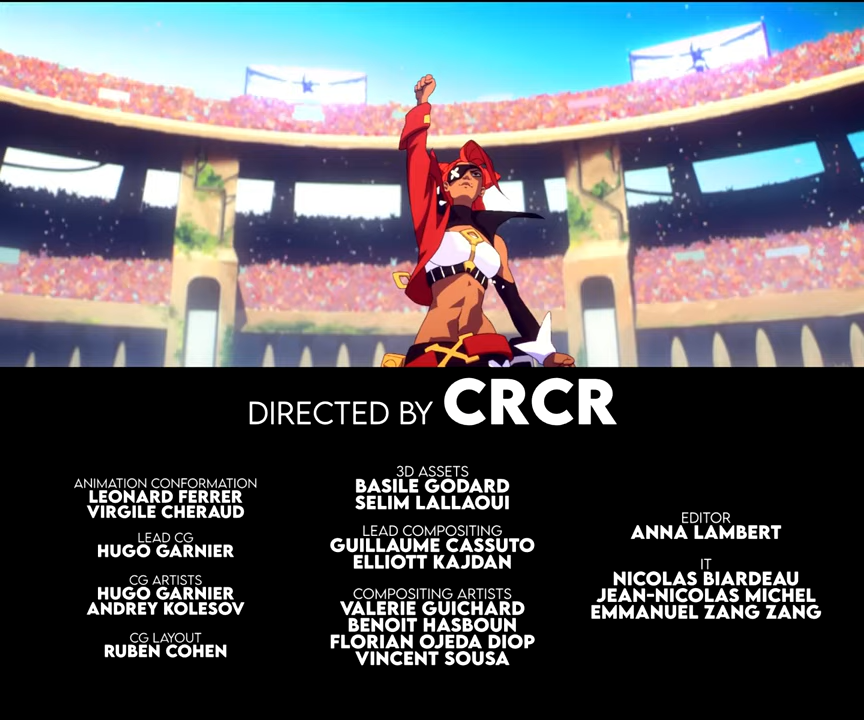 DIRECTED BY CRCR
ANIMATION CONFORMATION
LEONARD FERRER
VIRGILE CHERAUD
LEAD CG
HUGO GARNIER
CG ARTISTS
HUGO GARNIER
ANDREY KOLESOV
CG LAYOUT
RUBEN COHEN
3D ASSETS
BASILE GODARD
SELIM LALLAOUI
LEAD COMPOSITING
GUILLAUME CASSUTO
ELLIOTT KAJDAN
COMPOSITING ARTISTS
VALERIE GUICHARD
BENOIT HASBOUN
FLORIAN OJEDA DIOP
VINCENT SOUSA
EDITOR
ANNA LAMBERT
IT
NICOLAS BIARDEAU
JEAN-NICOLAS MICHEL
EMMANUEL ZANG ZANG